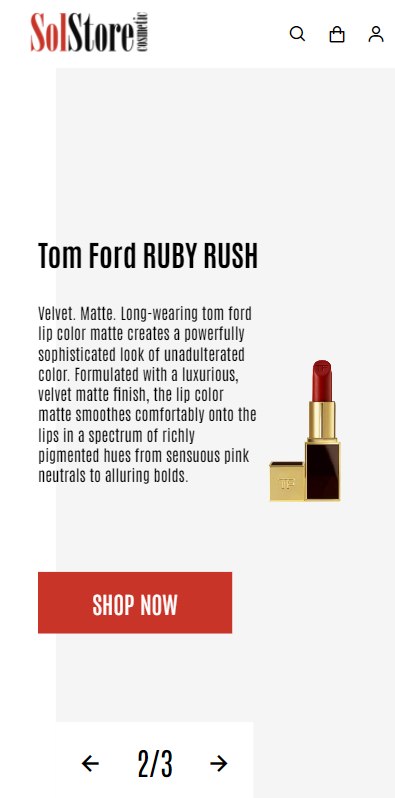 SolStore cosmetic
Tom Ford RUBY RUSH
Velvet. Matte. Long-wearing tom ford
lip color matte creates a powerfully
sophisticated look of unadulterated
color. Formulated with a luxurious,
velvet matte finish, the lip color
matte smoothes comfortably onto the
lips in a spectrum of richly
pigmented hues from sensuous pink
neutrals to alluring bolds.
TF
SHOP NOW
2/3